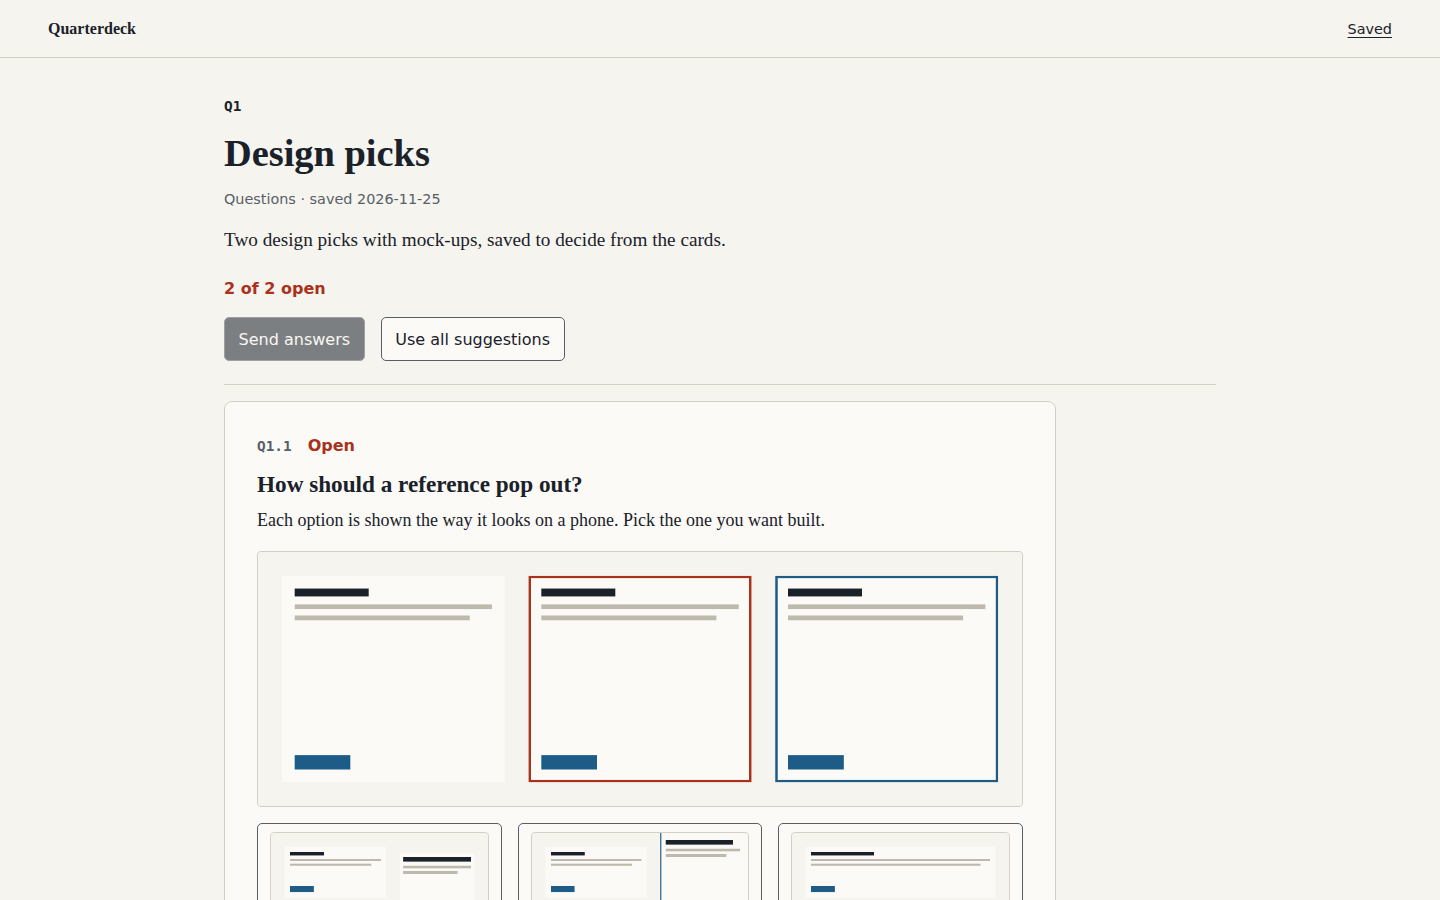 Quarterdeck
Saved
Q1
Design picks
Questions · saved 2026-11-25
Two design picks with mock-ups, saved to decide from the cards.
2 of 2 open
Send answers
Use all suggestions
Q1.1 Open
How should a reference pop out?
Each option is shown the way it looks on a phone. Pick the one you want built.